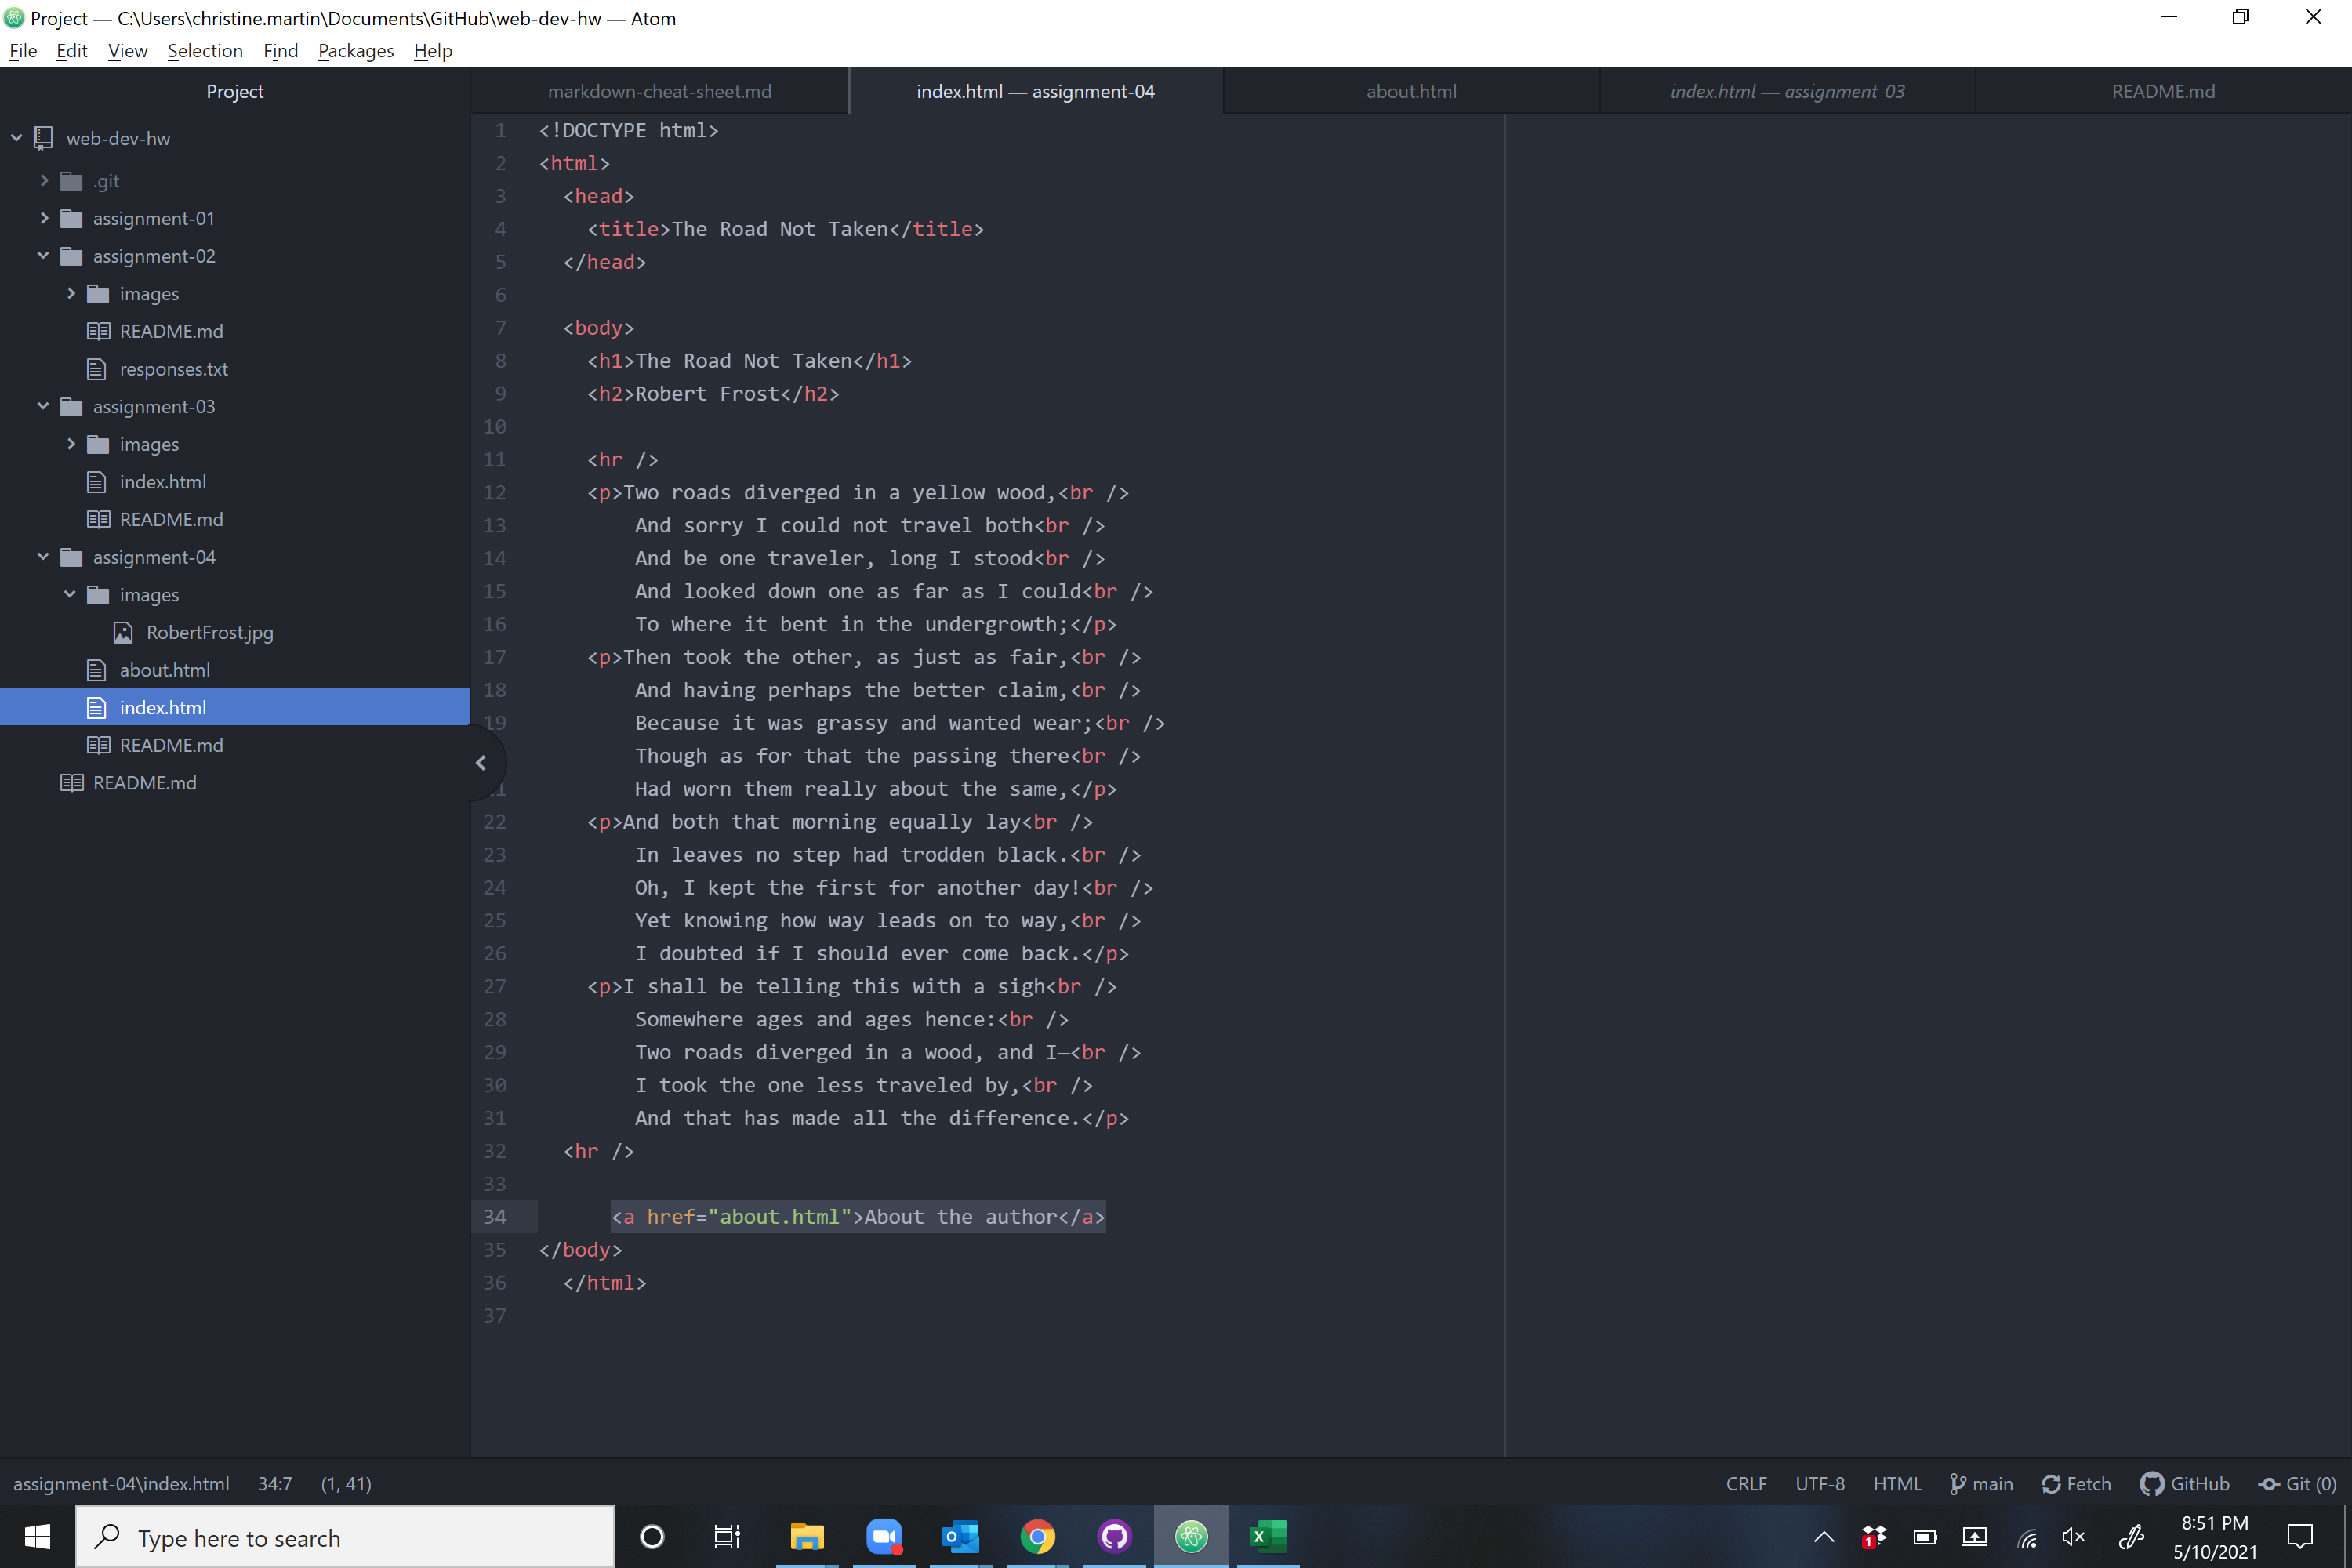 Project — C:\Users\christine.martin\Documents\GitHub\web-dev-hw — Atom
File Edit View Selection Find Packages Help
Project
markdown-cheat-sheet.md
index.html — assignment-04
about.html
index.html — assignment-03
README.md
web-dev-hw
.git
assignment-01
assignment-02
images
README.md
responses.txt
assignment-03
images
index.html
README.md
assignment-04
images
RobertFrost.jpg
about.html
index.html
README.md
README.md
1 <!DOCTYPE html>
2 <html>
3 <head>
4 <title>The Road Not Taken</title>
5 </head>
6
7 <body>
8 <h1>The Road Not Taken</h1>
9 <h2>Robert Frost</h2>
10
11 <hr />
12 <p>Two roads diverged in a yellow wood,<br />
13 And sorry I could not travel both<br />
14 And be one traveler, long I stood<br />
15 And looked down one as far as I could<br />
16 To where it bent in the undergrowth;</p>
17 <p>Then took the other, as just as fair,<br />
18 And having perhaps the better claim,<br />
19 Because it was grassy and wanted wear;<br />
Though as for that the passing there<br />
Had worn them really about the same,</p>
22 <p>And both that morning equally lay<br />
23 In leaves no step had trodden black.<br />
24 Oh, I kept the first for another day!<br />
25 Yet knowing how way leads on to way,<br />
26 I doubted if I should ever come back.</p>
27 <p>I shall be telling this with a sigh<br />
28 Somewhere ages and ages hence:<br />
29 Two roads diverged in a wood, and I—<br />
30 I took the one less traveled by,<br />
31 And that has made all the difference.</p>
32 <hr />
33
34 <a href="about.html">About the author</a>
35 </body>
36 </html>
37
assignment-04\index.html 34:7 (1, 41)
CRLF UTF-8 HTML main Fetch GitHub Git (0)
Type here to search
8:51 PM
5/10/2021